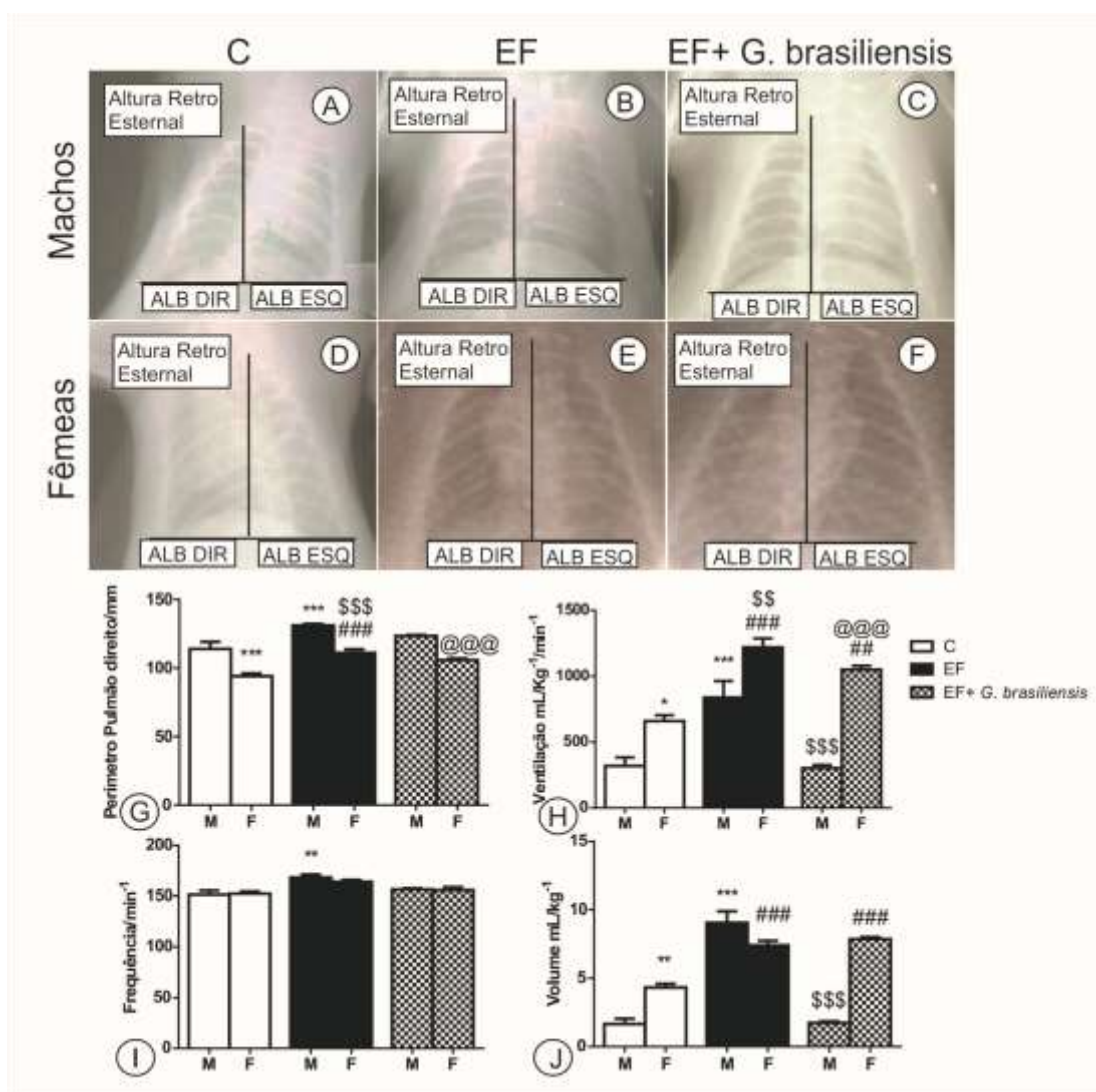 C
EF
EF+ G. brasiliensis
Machos
Altura Retro
Esternal
A
ALB DIR
ALB ESQ
Altura Retro
Esternal
B
ALB DIR
ALB ESQ
Altura Retro
Esternal
C
ALB DIR
ALB ESQ
Fêmeas
Altura Retro
Esternal
D
ALB DIR
ALB ESQ
Altura Retro
Esternal
E
ALB DIR
ALB ESQ
Altura Retro
Esternal
F
ALB DIR
ALB ESQ
G
Perimetro Pulmão direito/mm
150
100
50
0
***
***
$$$
###
@@@
M F M F M F
H
Ventilação mL/Kg⁻¹/min⁻¹
1500
1000
500
0
*
***
$$
###
$$$
@@@
##
M F M F M F
C
EF
EF+ G. brasiliensis
I
Frequência/min⁻¹
200
150
100
50
0
**
M F M F M F
J
Volume mL/kg⁻¹
15
10
5
0
**
***
###
$$$
###
M F M F M F